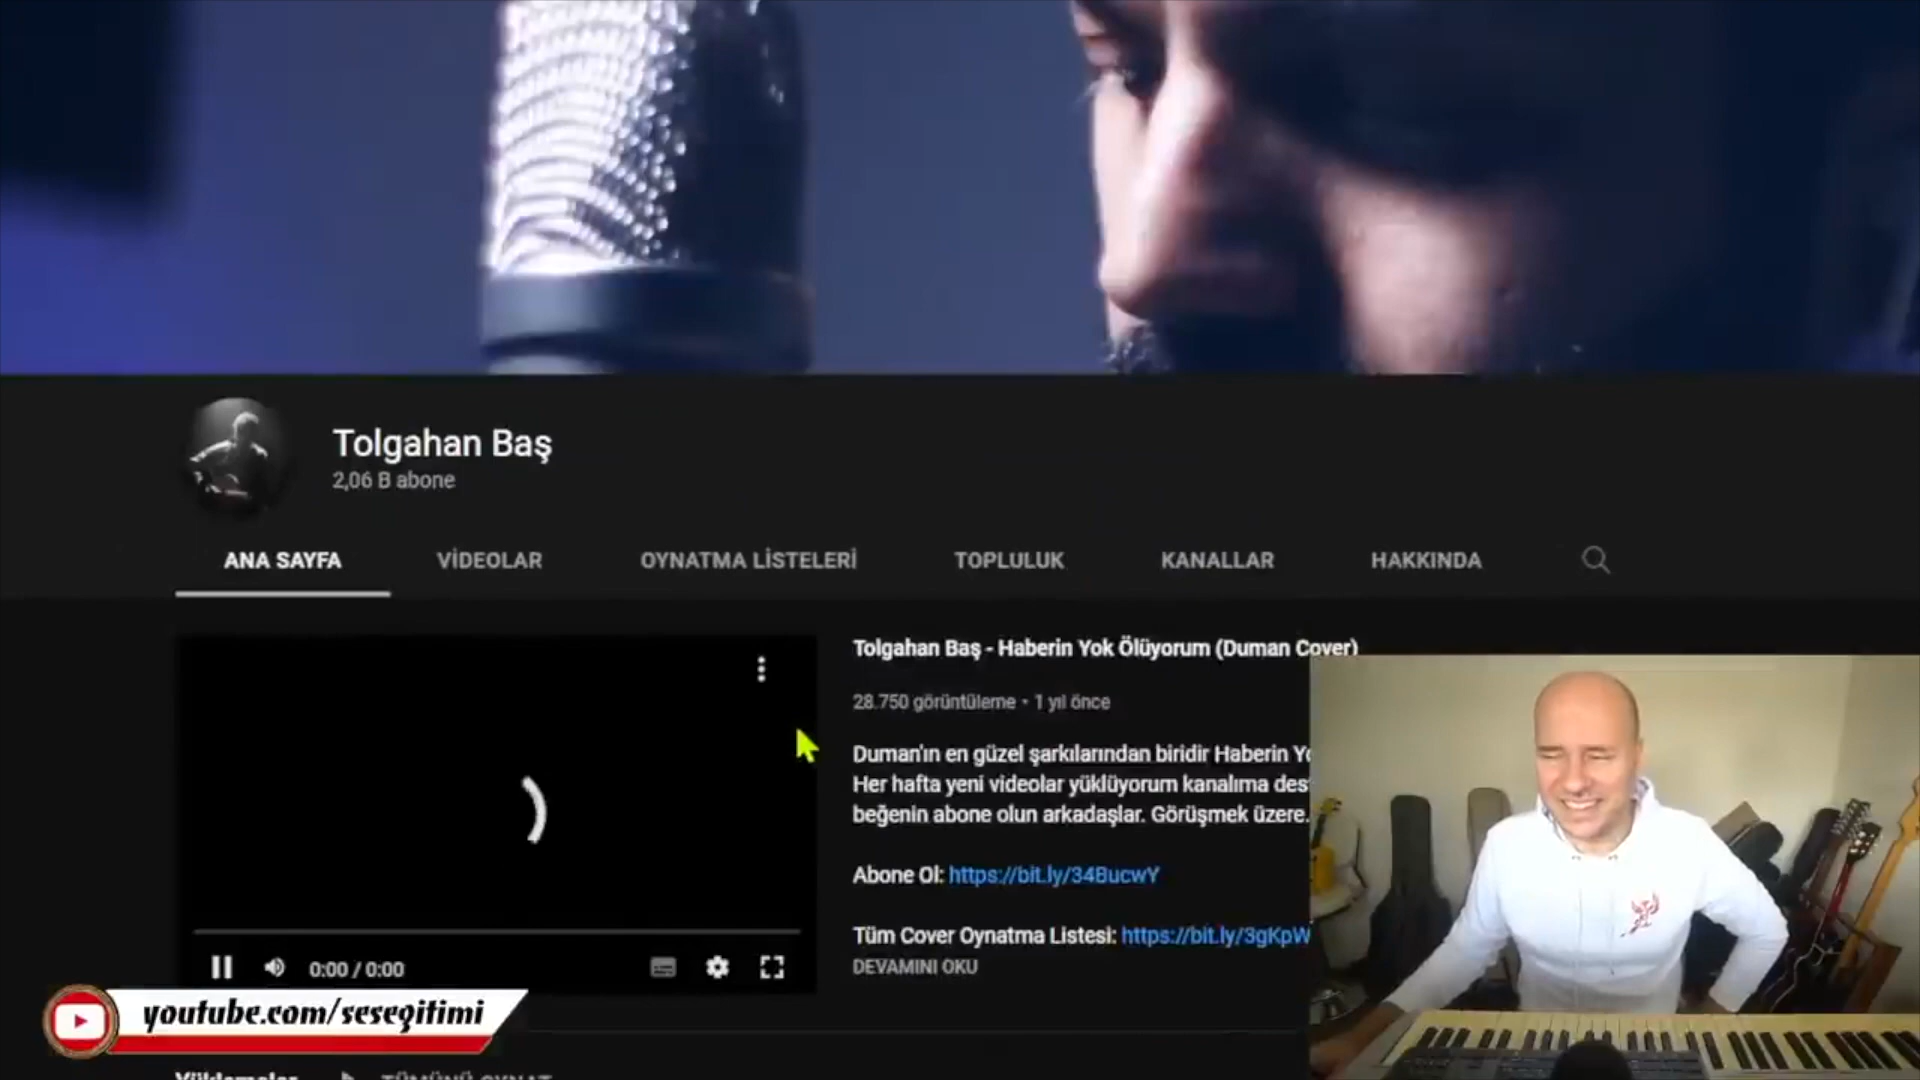 Tolgahan Baş
2,06 B abone
ANA SAYFA
VİDEOLAR
OYNATMA LİSTELERİ
TOPLULUK
KANALLAR
HAKKINDA
Tolgahan Baş - Haberin Yok Ölüyorum (Duman Cover)
28.750 görüntüleme • 1 yıl önce
Duman'ın en güzel şarkılarından biridir Haberin
Her hafta yeni videolar yüklüyorum kanalıma
beğenin abone olun arkadaşlar. Görüşmek üzere.
Abone Ol: https://bit.ly/34BucwY
Tüm Cover Oynatma Listesi: https://bit.ly/3gKpW
DEVAMINI OKU
0:00 / 0:00
youtube.com/sesegitimi
Yüklemeler
TÜMÜNÜ OYNAT